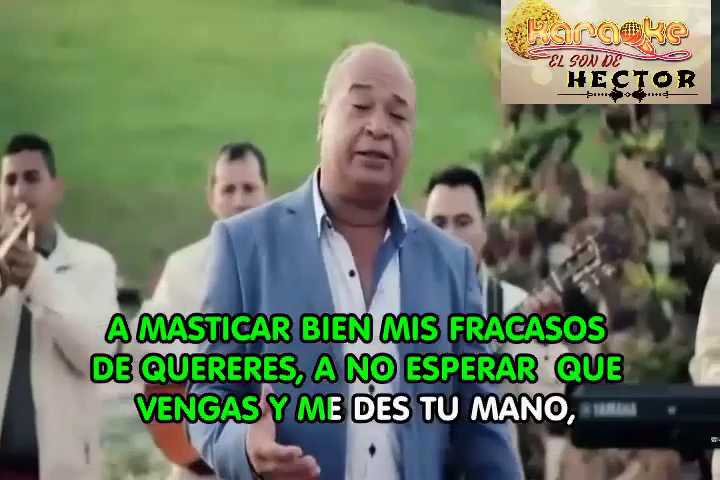 karaoke
EL SON DE
HECTOR
A MASTICAR BIEN MIS FRACASOS
DE QUERERES, A NO ESPERAR QUE
VENGAS Y ME DES TU MANO,
YAMAHA